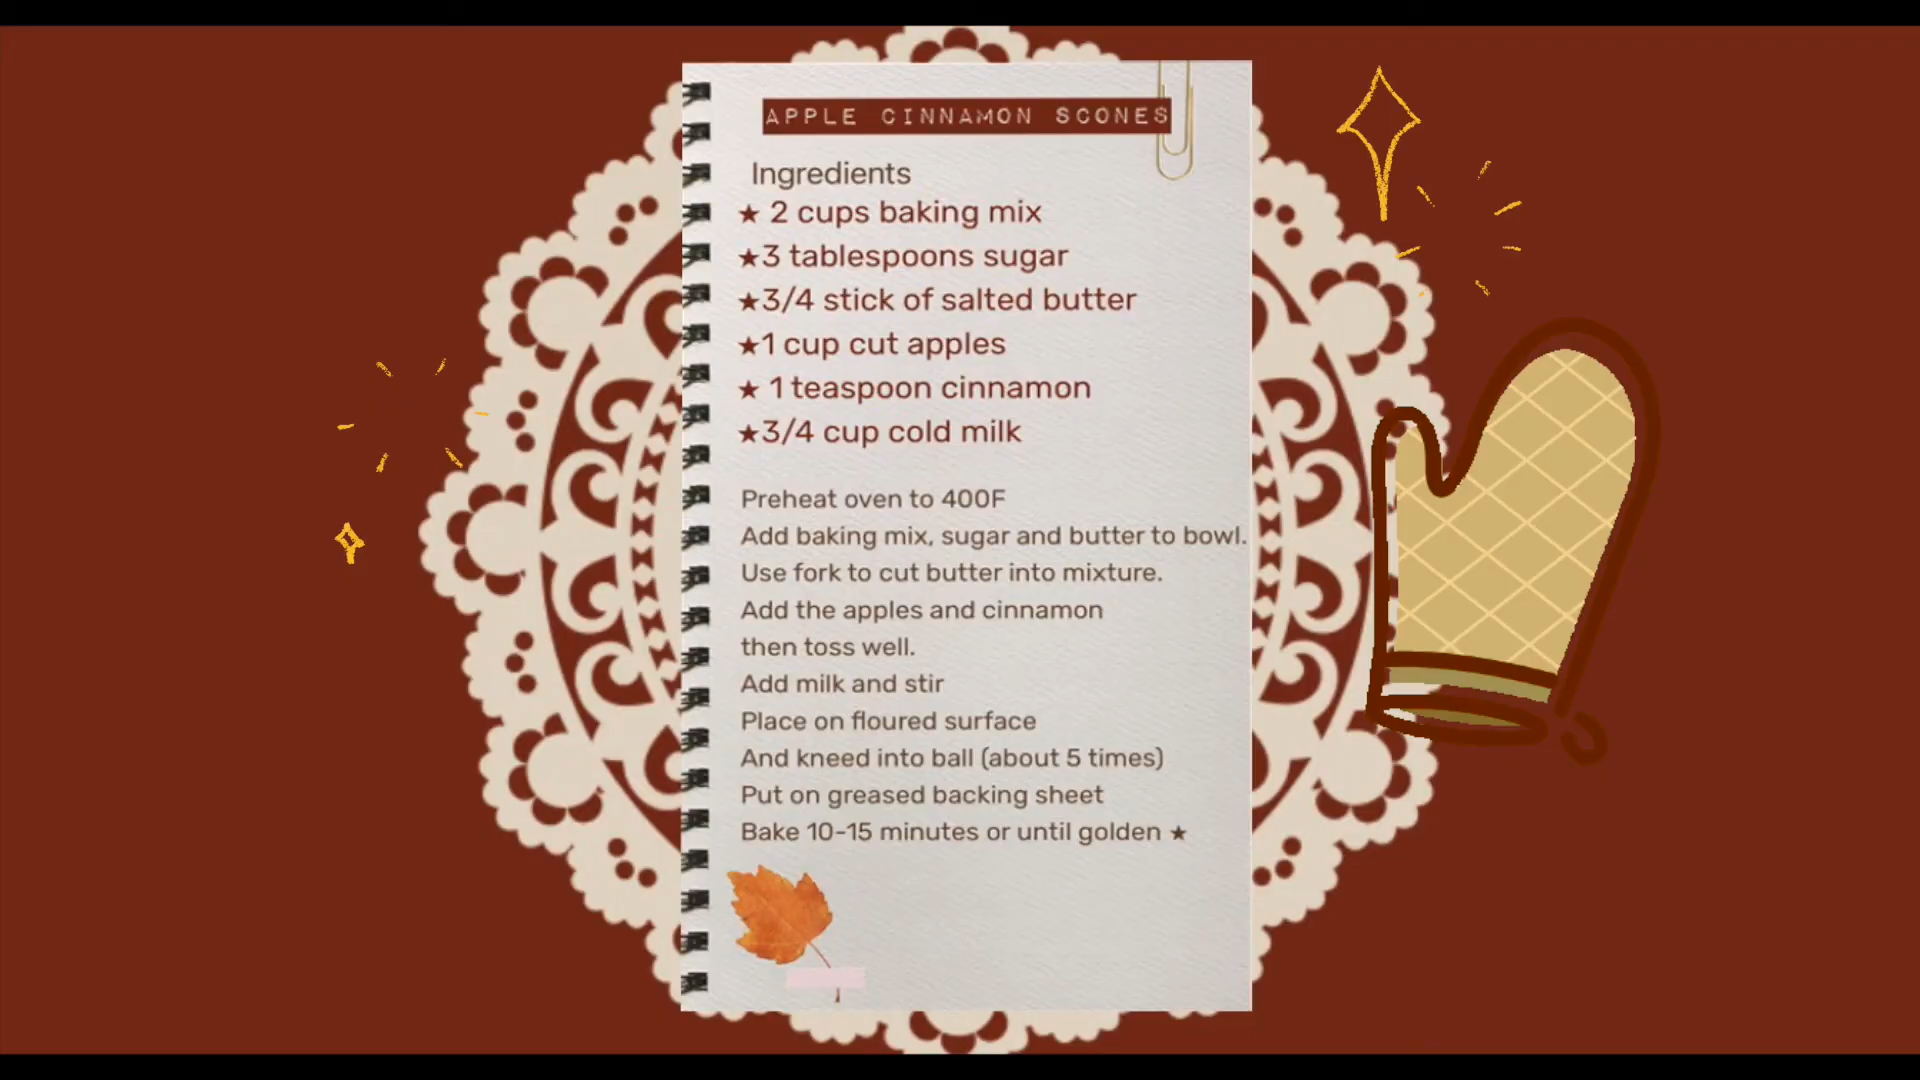 APPLE CINNAMON SCONES
Ingredients
★ 2 cups baking mix
★3 tablespoons sugar
★3/4 stick of salted butter
★1 cup cut apples
★ 1 teaspoon cinnamon
★3/4 cup cold milk
Preheat oven to 400F
Add baking mix, sugar and butter to bowl.
Use fork to cut butter into mixture.
Add the apples and cinnamon
then toss well.
Add milk and stir
Place on floured surface
And kneed into ball (about 5 times)
Put on greased backing sheet
Bake 10-15 minutes or until golden ★